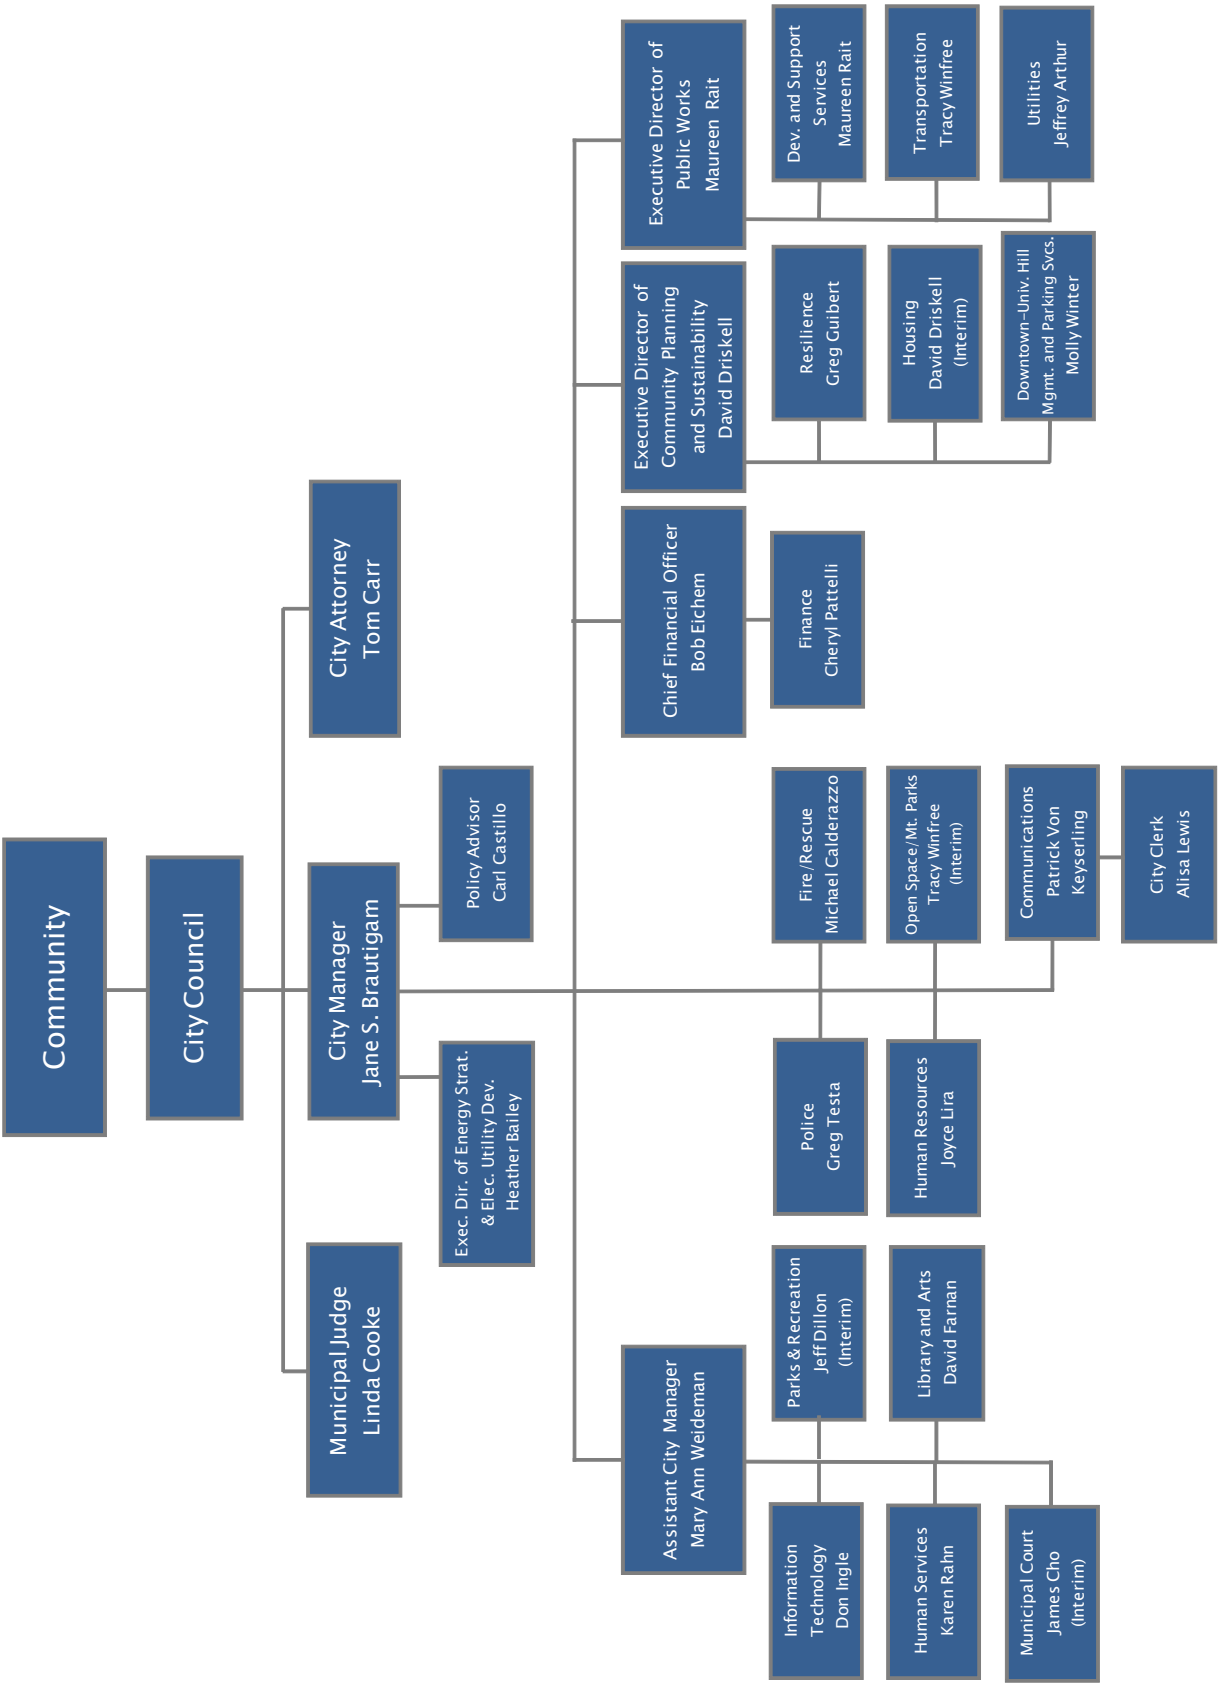 Community
City Council
Municipal Judge
Linda Cooke
City Manager
Jane S. Brautigam
City Attorney
Tom Carr
Exec. Dir. of Energy Strat.
& Elec. Utility Dev.
Heather Bailey
Policy Advisor
Carl Castillo
Assistant City Manager
Mary Ann Weideman
Chief Financial Officer
Bob Eichem
Executive Director of
Community Planning
and Sustainability
David Driskell
Executive Director of
Public Works
Maureen Rait
Information
Technology
Don Ingle
Parks & Recreation
Jeff Dillon
(Interim)
Human Services
Karen Rahn
Library and Arts
David Farnan
Municipal Court
James Cho
(Interim)
Police
Greg Testa
Fire/Rescue
Michael Calderazzo
Human Resources
Joyce Lira
Open Space/Mt. Parks
Tracy Winfree
(Interim)
Communications
Patrick Von
Keyserling
City Clerk
Alisa Lewis
Finance
Cheryl Pattelli
Resilience
Greg Guibert
Housing
David Driskell
(Interim)
Downtown-Univ. Hill
Mgmt. and Parking Svcs.
Molly Winter
Dev. and Support
Services
Maureen Rait
Transportation
Tracy Winfree
Utilities
Jeffrey Arthur